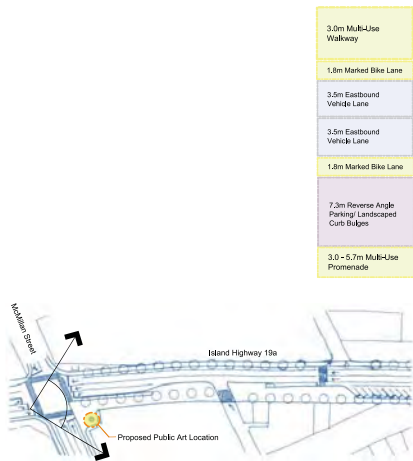 3.0m Multi-Use
Walkway
1.8m Marked Bike Lane
3.5m Eastbound
Vehicle Lane
3.5m Eastbound
Vehicle Lane
1.8m Marked Bike Lane
7.3m Reverse Angle
Parking/ Landscaped
Curb Bulges
3.0 - 5.7m Multi-Use
Promenade
McMillan Street
Island Highway 19a
Proposed Public Art Location